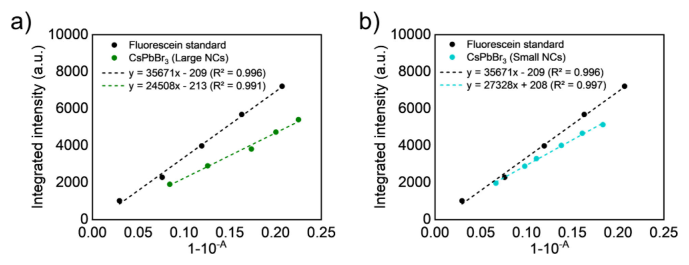 a)
Integrated intensity (a.u.)
10000
8000
6000
4000
2000
0
Fluorescein standard
CsPbBr₃ (Large NCs)
y = 35671x - 209 (R² = 0.996)
y = 24508x - 213 (R² = 0.991)
0.00 0.05 0.10 0.15 0.20 0.25
1-10⁻ᴬ
b)
Integrated intensity (a.u.)
10000
8000
6000
4000
2000
0
Fluorescein standard
CsPbBr₃ (Small NCs)
y = 35671x - 209 (R² = 0.996)
y = 27328x + 208 (R² = 0.997)
0.00 0.05 0.10 0.15 0.20 0.25
1-10⁻ᴬ